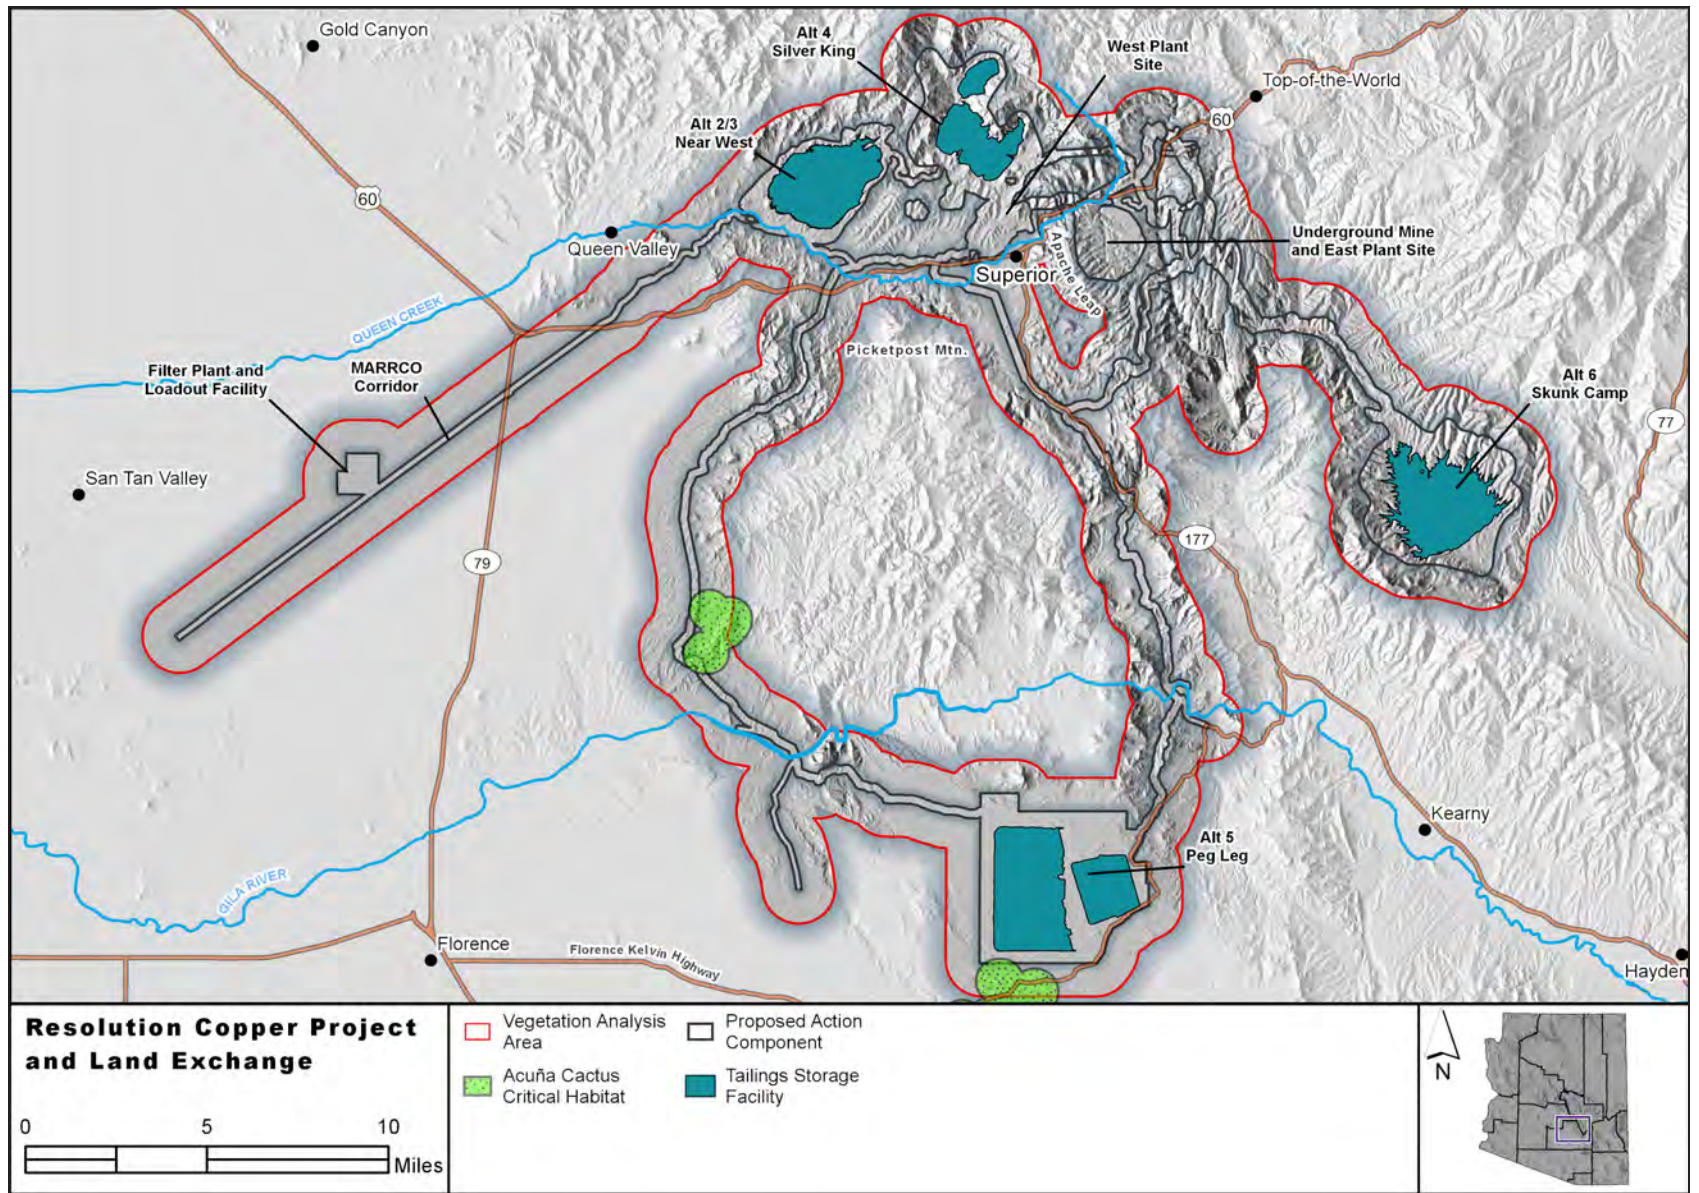 Gold Canyon
Alt 4
Silver King
West Plant
Site
Top-of-the-World
60
Alt 2/3
Near West
60
Queen Valley
Underground Mine
and East Plant Site
Superior
Apache Leap
QUEEN CREEK
Picketpost Mtn.
Filter Plant and
Loadout Facility
MARRCO
Corridor
Alt 6
Skunk Camp
77
San Tan Valley
177
79
Kearny
Alt 5
Peg Leg
GILA RIVER
Florence
Florence Kelvin Highway
Hayden
Resolution Copper Project
and Land Exchange
0 5 10
Miles
Vegetation Analysis
Area
Acuña Cactus
Critical Habitat
Proposed Action
Component
Tailings Storage
Facility
N